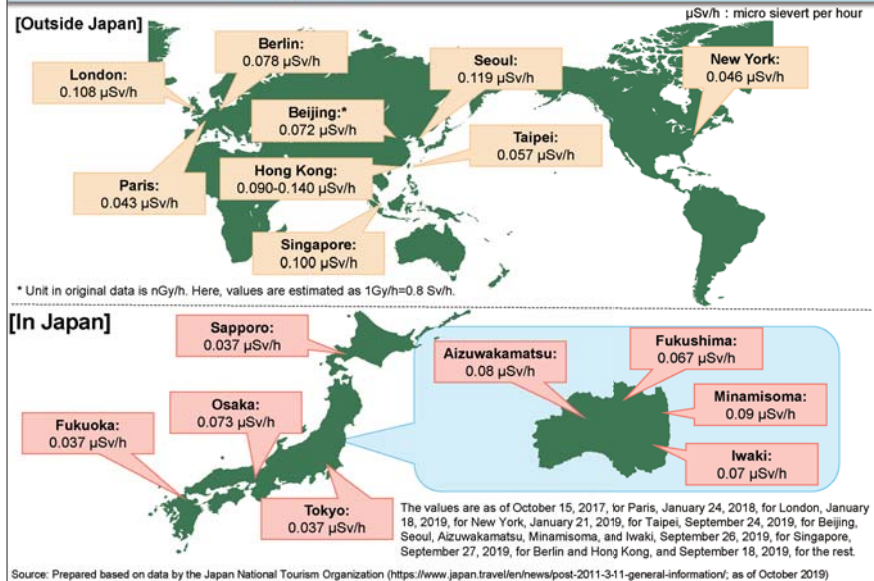 μSv/h : micro sievert per hour
[Outside Japan]
Berlin:
0.078 μSv/h
London:
0.108 μSv/h
Seoul:
0.119 μSv/h
New York:
0.046 μSv/h
Beijing:*
0.072 μSv/h
Taipei:
0.057 μSv/h
Hong Kong:
0.090-0.140 μSv/h
Paris:
0.043 μSv/h
Singapore:
0.100 μSv/h
* Unit in original data is nGy/h. Here, values are estimated as 1Gy/h=0.8 Sv/h.
[In Japan]
Sapporo:
0.037 μSv/h
Fukuoka:
0.037 μSv/h
Osaka:
0.073 μSv/h
Tokyo:
0.037 μSv/h
Aizuwakamatsu:
0.08 μSv/h
Fukushima:
0.067 μSv/h
Minamisoma:
0.09 μSv/h
Iwaki:
0.07 μSv/h
The values are as of October 15, 2017, for Paris, January 24, 2018, for London, January
18, 2019, for New York, January 21, 2019, for Taipei, September 24, 2019, for Beijing,
Seoul, Aizuwakamatsu, Minamisoma, and Iwaki, September 26, 2019, for Singapore,
September 27, 2019, for Berlin and Hong Kong, and September 18, 2019, for the rest.
Source: Prepared based on data by the Japan National Tourism Organization (https://www.japan.travel/en/news/post-2011-3-11-general-information/; as of October 2019)